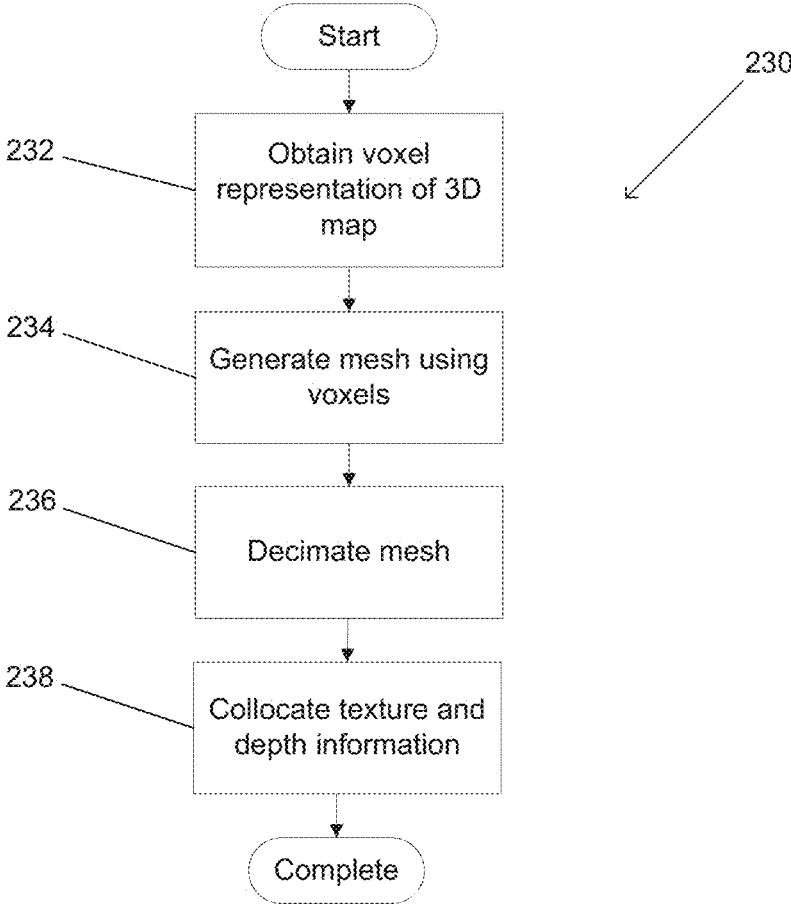 Start
230
232
Obtain voxel
representation of 3D
map
234
Generate mesh using
voxels
236
Decimate mesh
238
Collocate texture and
depth information
Complete